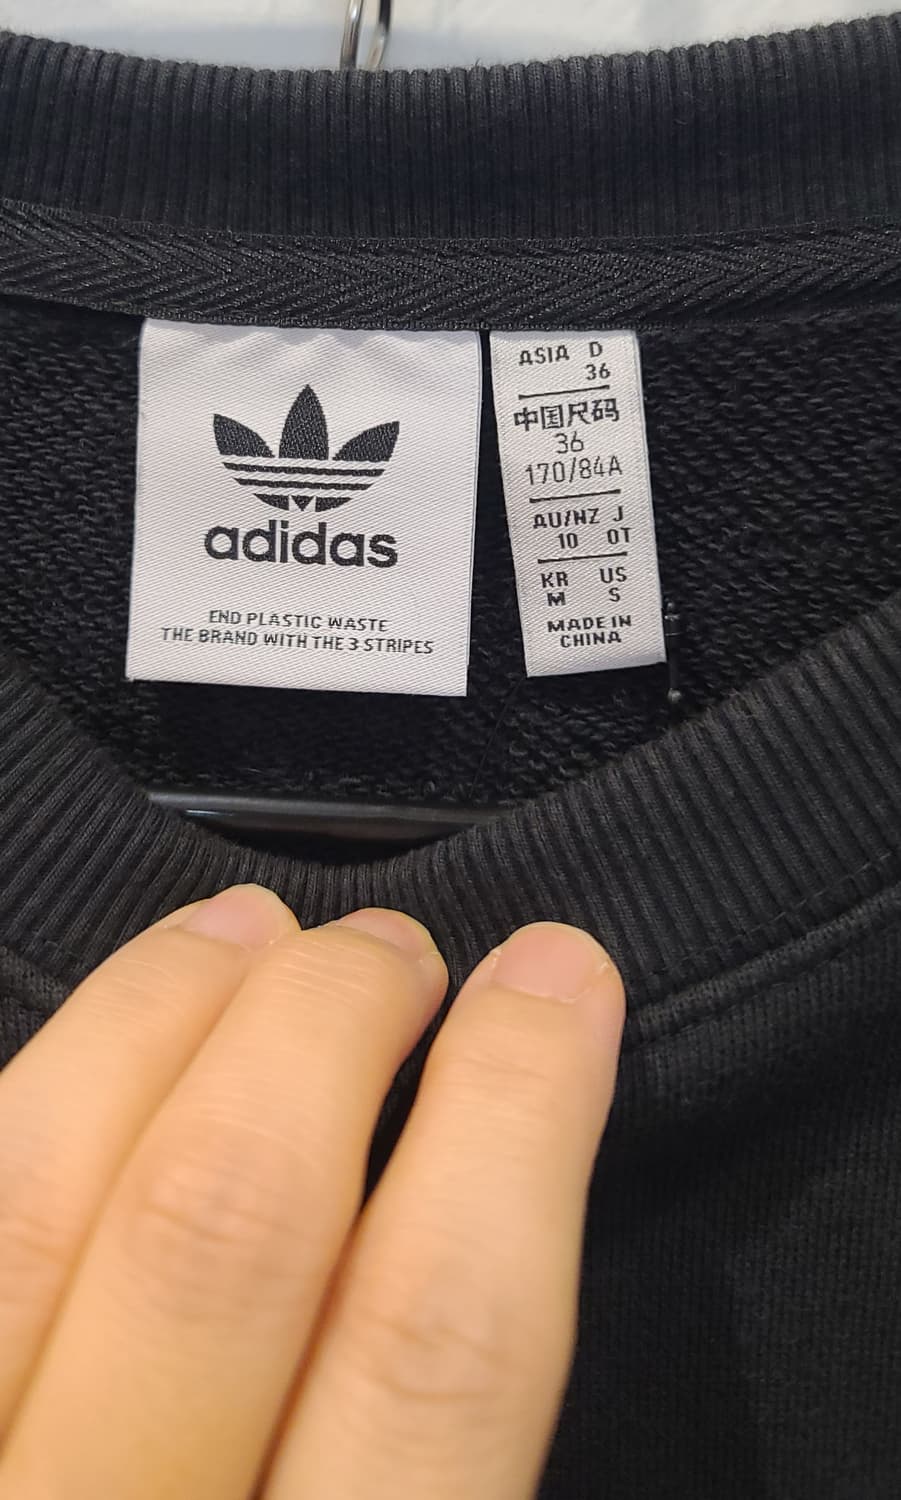 adidas
END PLASTIC WASTE
THE BRAND WITH THE 3 STRIPES
ASIA D
36
中国尺码
36
170/84A
AU/NZ J
10 OT
KR US
M S
MADE IN
CHINA